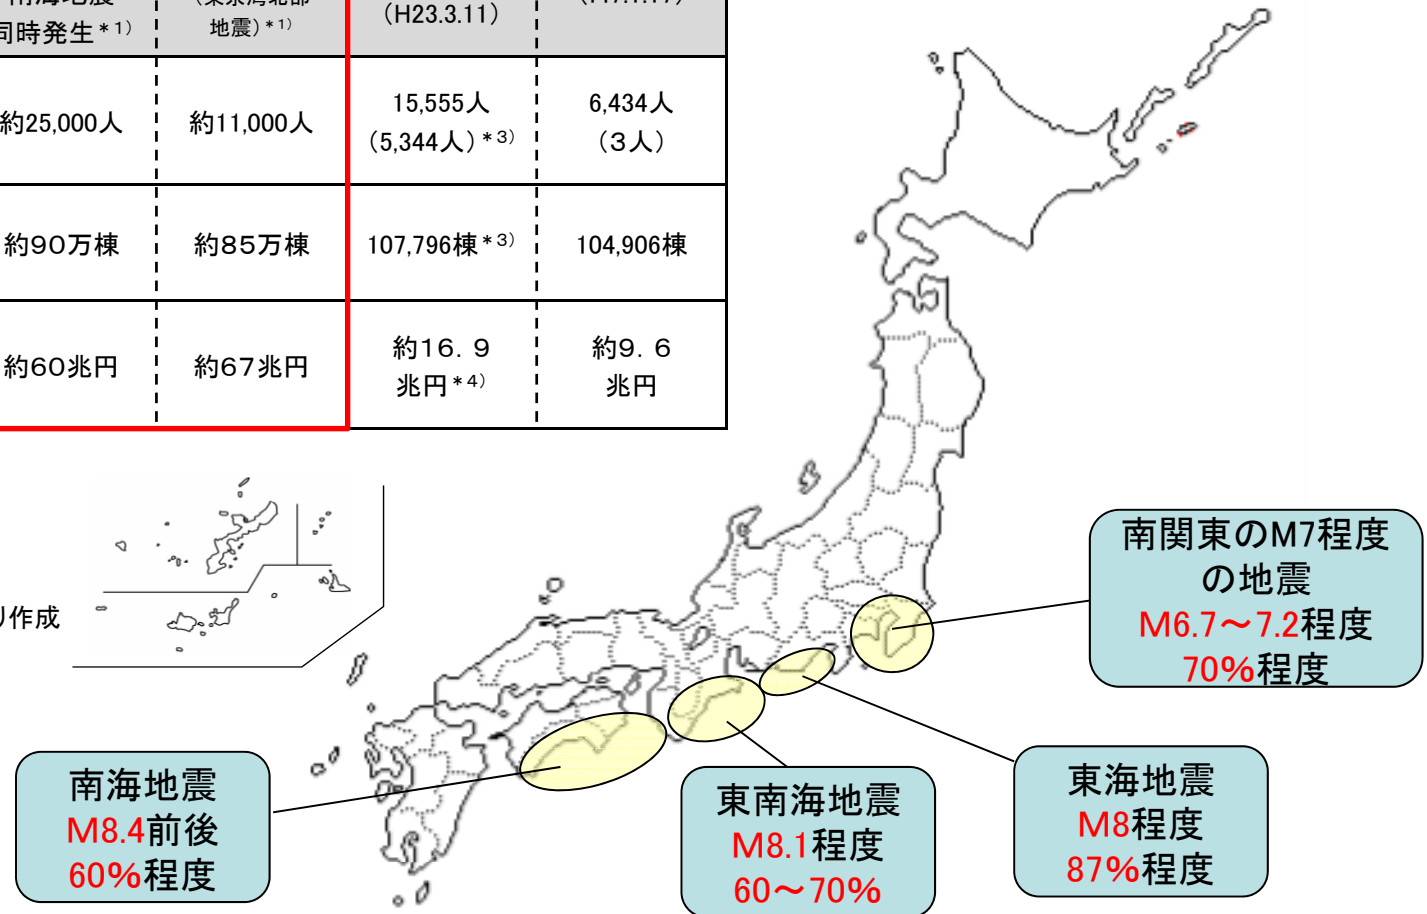 南海地震
同時発生*1)
地震)*1)
(H23.3.11)
約25,000人
約11,000人
15,555人
(5,344人)*3)
6,434人
(3人)
約90万棟
約85万棟
107,796棟*3)
104,906棟
約60兆円
約67兆円
約16.9
兆円*4)
約9.6
兆円
り作成
南関東のM7程度
の地震
M6.7~7.2程度
70%程度
南海地震
M8.4前後
60%程度
東南海地震
M8.1程度
60~70%
東海地震
M8程度
87%程度